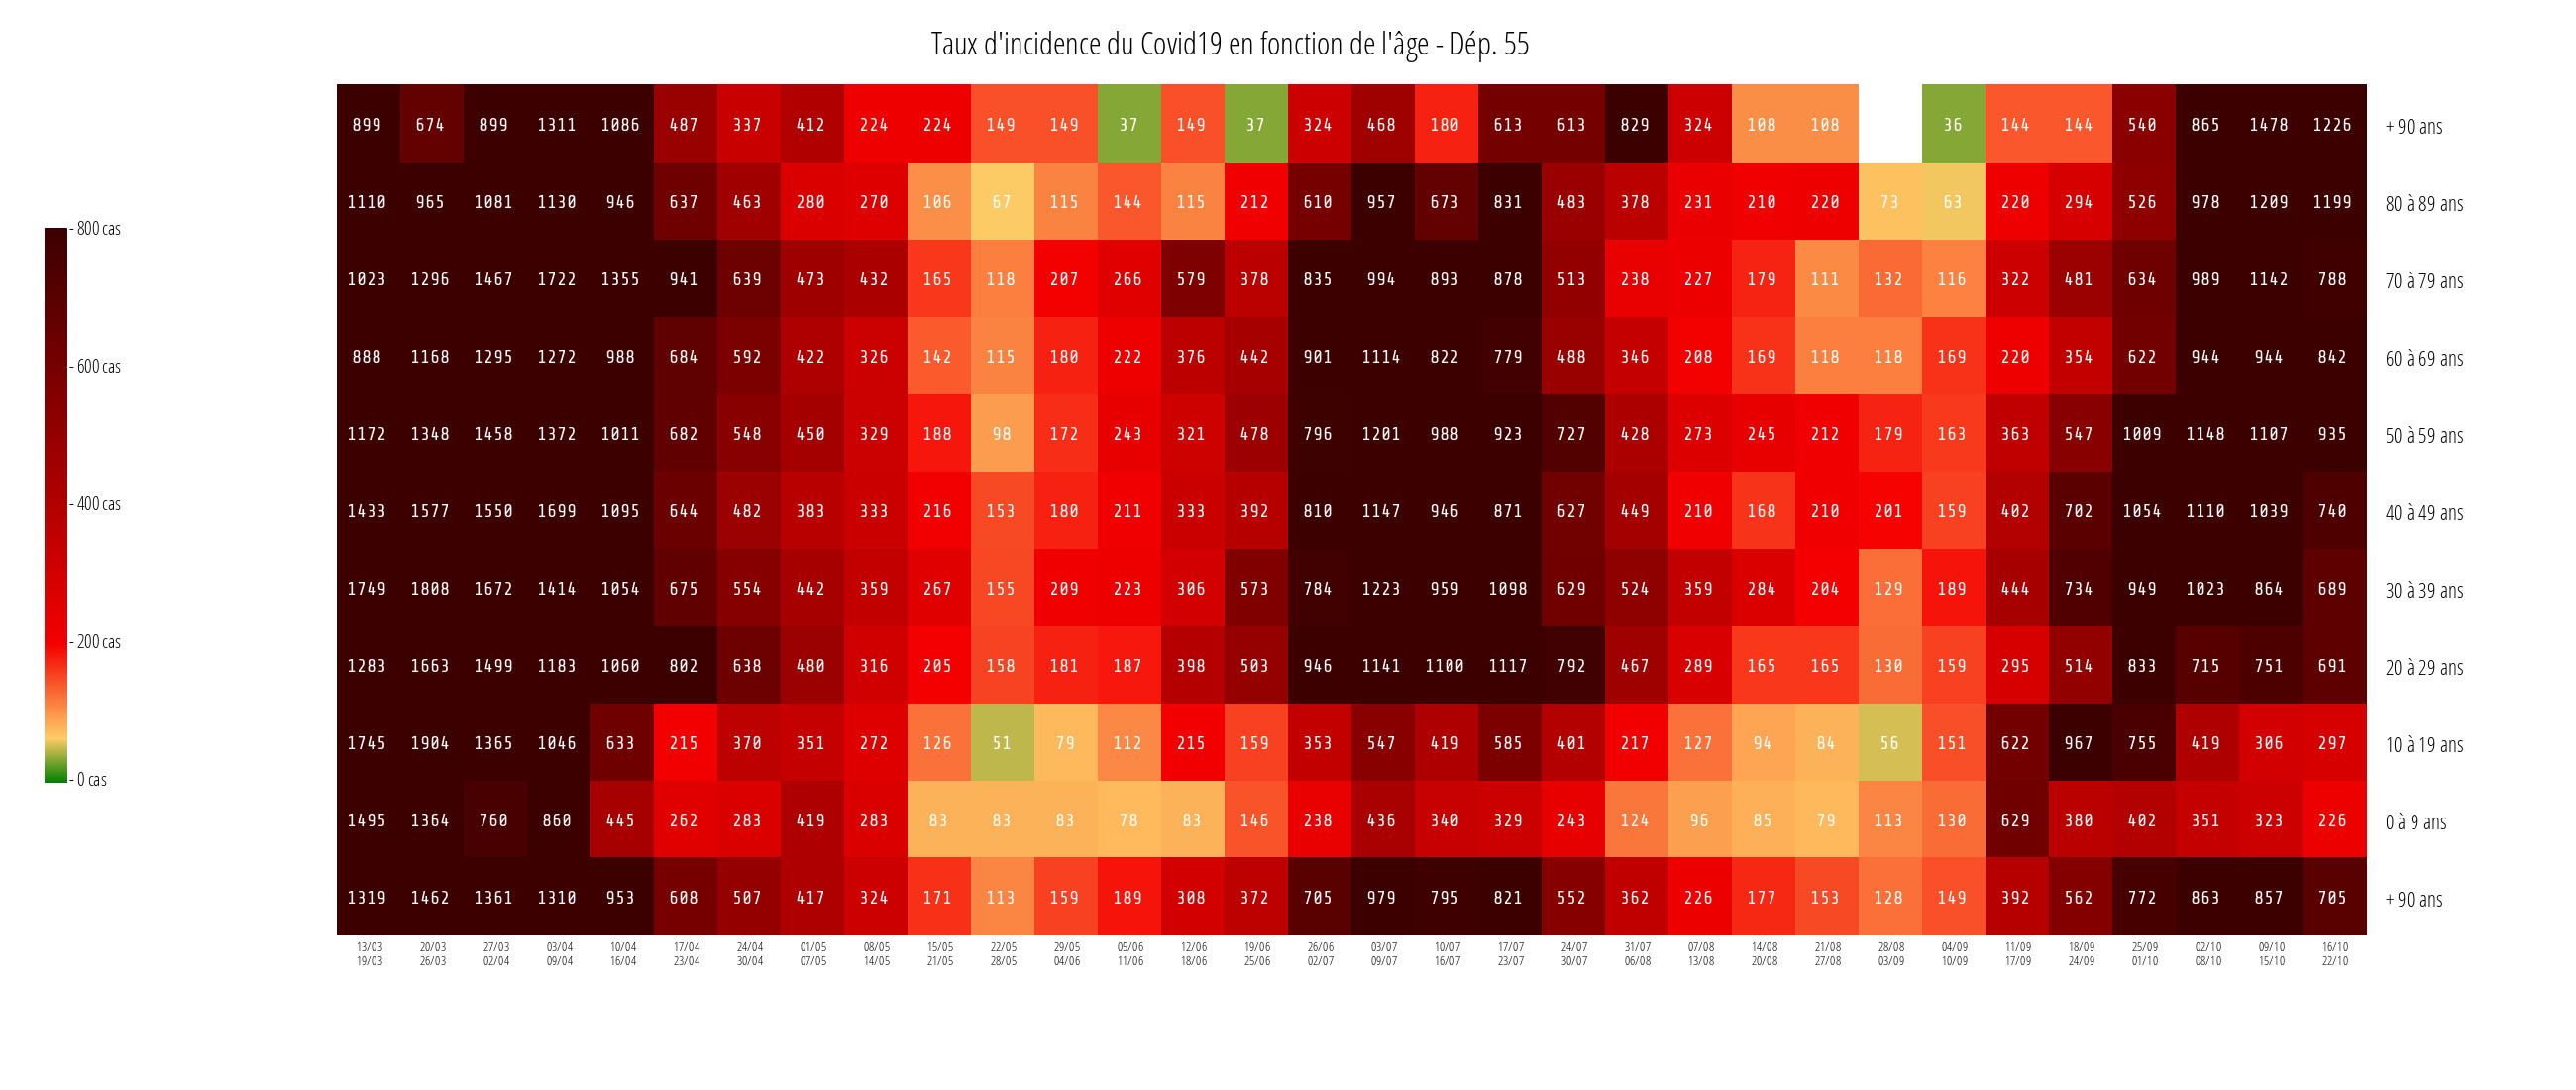 Taux d'incidence du Covid19 en fonction de l'âge - Dép. 55
899 674 899 1311 1086 487 337 412 224 224 149 149 37 149 37 324 468 180 613 613 829 324 108 108 36 144 144 540 865 1478 1226 + 90 ans
1110 965 1081 1130 946 637 463 280 270 106 67 115 144 115 212 610 957 673 831 483 378 231 210 220 73 63 220 294 526 978 1209 1199 80 à 89 ans
- 800 cas
1023 1296 1467 1722 1355 941 639 473 432 165 118 207 266 579 378 835 994 893 878 513 238 227 179 111 132 116 322 481 634 989 1142 788 70 à 79 ans
888 1168 1295 1272 988 684 592 422 326 142 115 180 222 376 442 901 1114 822 779 488 346 208 169 118 118 169 220 354 622 944 944 842 60 à 69 ans
- 600 cas
1172 1348 1458 1372 1011 682 548 450 329 188 98 172 243 321 478 796 1201 988 923 727 428 273 245 212 179 163 363 547 1009 1148 1107 935 50 à 59 ans
- 400 cas
1433 1577 1550 1699 1095 644 482 383 333 216 153 180 211 333 392 810 1147 946 871 627 449 210 168 210 201 159 402 702 1054 1110 1039 740 40 à 49 ans
1749 1808 1672 1414 1054 675 554 442 359 267 155 209 223 306 573 784 1223 959 1098 629 524 359 284 204 129 189 444 734 949 1023 864 689 30 à 39 ans
- 200 cas
1283 1663 1499 1183 1060 802 638 480 316 205 158 181 187 398 503 946 1141 1100 1117 792 467 289 165 165 130 159 295 514 833 715 751 691 20 à 29 ans
1745 1904 1365 1046 633 215 370 351 272 126 51 79 112 215 159 353 547 419 585 401 217 127 94 84 56 151 622 967 755 419 306 297 10 à 19 ans
- 0 cas
1495 1364 760 860 445 262 283 419 283 83 83 83 78 83 146 238 436 340 329 243 124 96 85 79 113 130 629 380 402 351 323 226 0 à 9 ans
1319 1462 1361 1310 953 608 507 417 324 171 113 159 189 308 372 705 979 795 821 552 362 226 177 153 128 149 392 562 772 863 857 705 + 90 ans
13/03 20/03 27/03 03/04 10/04 17/04 24/04 01/05 08/05 15/05 22/05 29/05 05/06 12/06 19/06 26/06 03/07 10/07 17/07 24/07 31/07 07/08 14/08 21/08 28/08 04/09 11/09 18/09 25/09 02/10 09/10 16/10
19/03 26/03 02/04 09/04 16/04 23/04 30/04 07/05 14/05 21/05 28/05 04/06 11/06 18/06 25/06 02/07 09/07 16/07 23/07 30/07 06/08 13/08 20/08 27/08 03/09 10/09 17/09 24/09 01/10 08/10 15/10 22/10